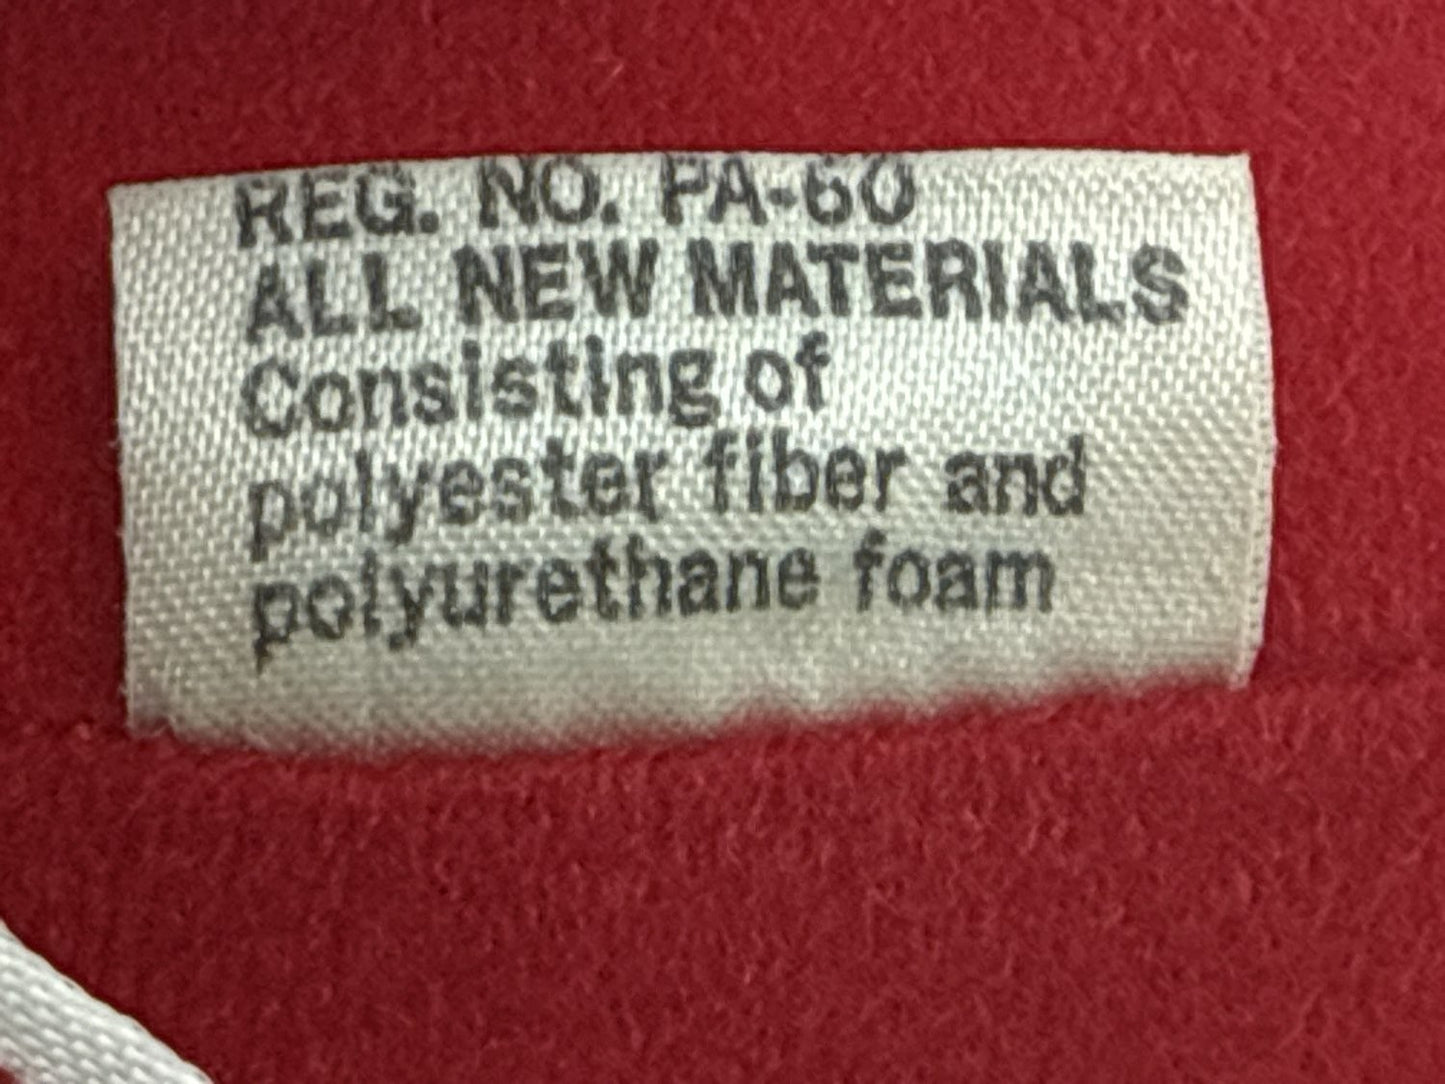 REG. NO. PA-60
ALL NEW MATERIALS
Consisting of
polyester fiber and
polyurethane foam